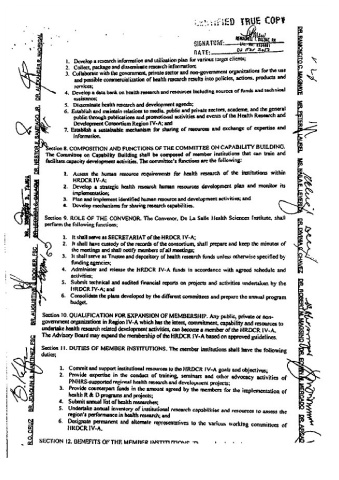 CERTIFIED TRUE COPY
SIGNATURE:
DATE:
1. Develop a research information and utilization plan for various target clients;
2. Collect, package and disseminate research information;
3. Collaborate with the government, private sector and non-government organizations for the use
and possible commercialization of health research results into policies, actions, products and
services;
4. Develop a data bank on health research and resources including sources of funds and technical
assistance;
5. Disseminate health research and development agenda;
6. Establish and maintain relations to media, public and private sectors, academe, and the general
public through publications and promotional activities and events of the Health Research and
Development Consortium Region IV-A; and
7. Establish a sustainable mechanism for sharing of resources and exchange of expertise and
information.
Section 8. COMPOSITION AND FUNCTIONS OF THE COMMITTEE ON CAPABILITY BUILDING.
The Committee on Capability Building shall be composed of member institutions that can train and
facilitate capacity development activities. The committee's functions are the following:
1. Assess the human resource requirements for health research of the institutions within
HRDCR IV-A;
2. Develop a strategic health research human resources development plan and monitor its
implementation;
3. Plan and implement identified human resource and development activities; and
4. Develop mechanisms for sharing research capabilities.
Section 9. ROLE OF THE CONVENOR. The Convenor, De La Salle Health Sciences Institute, shall
perform the following functions;
1. It shall serve as SECRETARIAT of the HRDCR IV-A;
2. It shall have custody of the records of the consortium, shall prepare and keep the minutes of
the meetings and shall notify members of all meetings;
3. It shall serve as Trustee and depository of health research funds unless otherwise specified by
funding agencies;
4. Administer and release the HRDCR IV-A funds in accordance with agreed schedule and
activities;
5. Submit technical and audited financial reports on projects and activities undertaken by the
HRDCR IV-A; and
6. Consolidate the plans developed by the different committees and prepare the annual program
budget.
Section 10. QUALIFICATION FOR EXPANSION OF MEMBERSHIP. Any public, private or non-
government organizations in Region IV-A which has the intent, commitment, capability and resources to
undertake health research related development activities, can become a member of the HRDCR IV-A.
The Advisory Board may expand the membership of the HRDCR IV-A based on approved guidelines.
Section 11. DUTIES OF MEMBER INSTITUTIONS. The member institutions shall have the following
duties;
1. Commit and support institutional resources to the HRDCR IV-A goals and objectives;
2. Provide expertise in the conduct of training, seminars and other advocacy activities of
PNHRS-supported regional health research and development projects;
3. Provide counterpart funds in the amount agreed by the members for the implementation of
health R & D programs and projects;
4. Submit annual list of health researches;
5. Undertake annual inventory of institutional research capabilities and resources to assess the
region's performance in health research; and
6. Designate permanent and alternate representatives to the various working committees of
HRDCR IV-A.
SECTION 12. BENEFITS OF THE MEMBER INSTITUTIONS